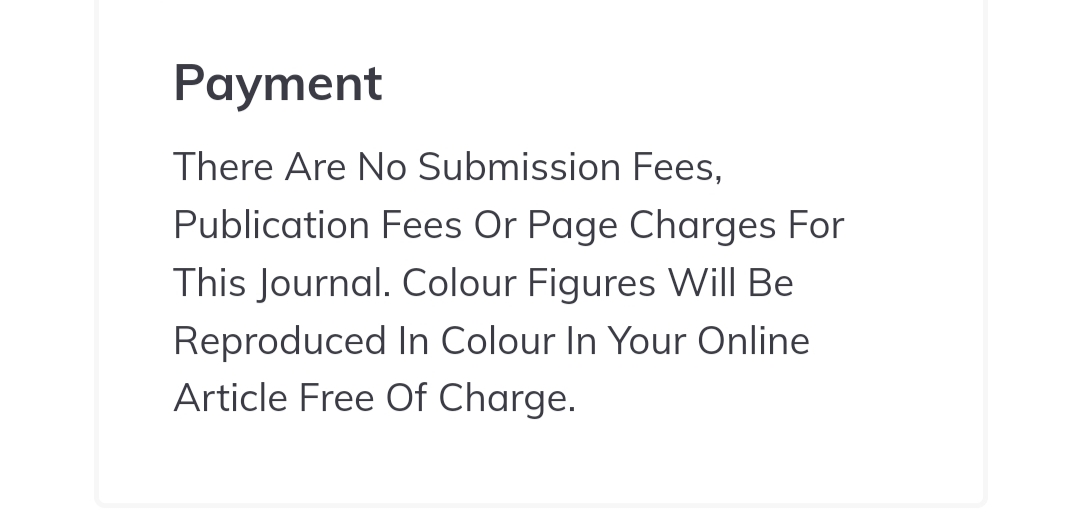 Payment
There Are No Submission Fees,
Publication Fees Or Page Charges For
This Journal. Colour Figures Will Be
Reproduced In Colour In Your Online
Article Free Of Charge.